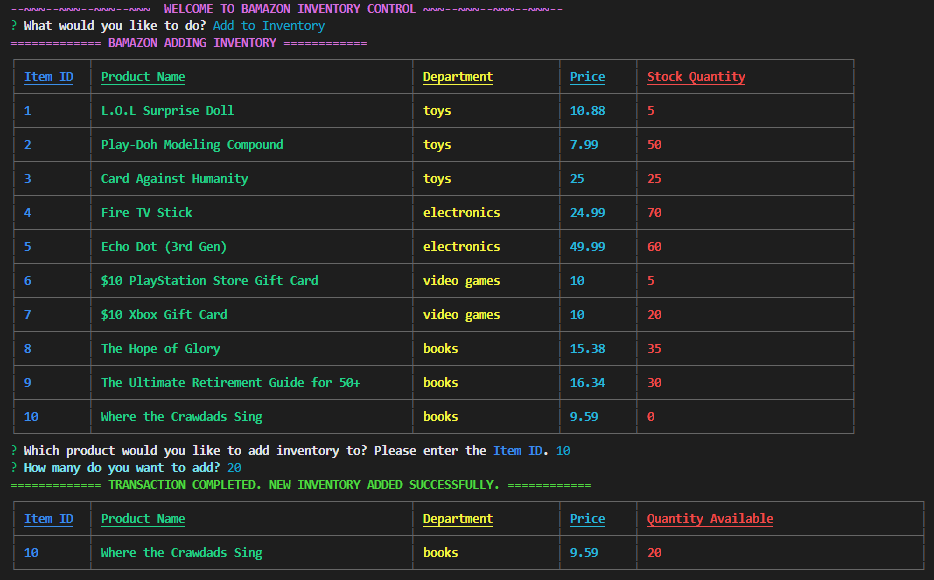 --~~~--~~--~~--~~~  WELCOME TO BAMAZON INVENTORY CONTROL ~~~--~~--~~~--~~~--
? What would you like to do? Add to Inventory
============= BAMAZON ADDING INVENTORY ============
Item ID Product Name Department Price Stock Quantity
1 L.O.L Surprise Doll toys 10.88 5
2 Play-Doh Modeling Compound toys 7.99 50
3 Card Against Humanity toys 25 25
4 Fire TV Stick electronics 24.99 70
5 Echo Dot (3rd Gen) electronics 49.99 60
6 $10 PlayStation Store Gift Card video games 10 5
7 $10 Xbox Gift Card video games 10 20
8 The Hope of Glory books 15.38 35
9 The Ultimate Retirement Guide for 50+ books 16.34 30
10 Where the Crawdads Sing books 9.59 0
? Which product would you like to add inventory to? Please enter the Item ID. 10
? How many do you want to add? 20
============= TRANSACTION COMPLETED. NEW INVENTORY ADDED SUCCESSFULLY. ============
Item ID Product Name Department Price Quantity Available
10 Where the Crawdads Sing books 9.59 20